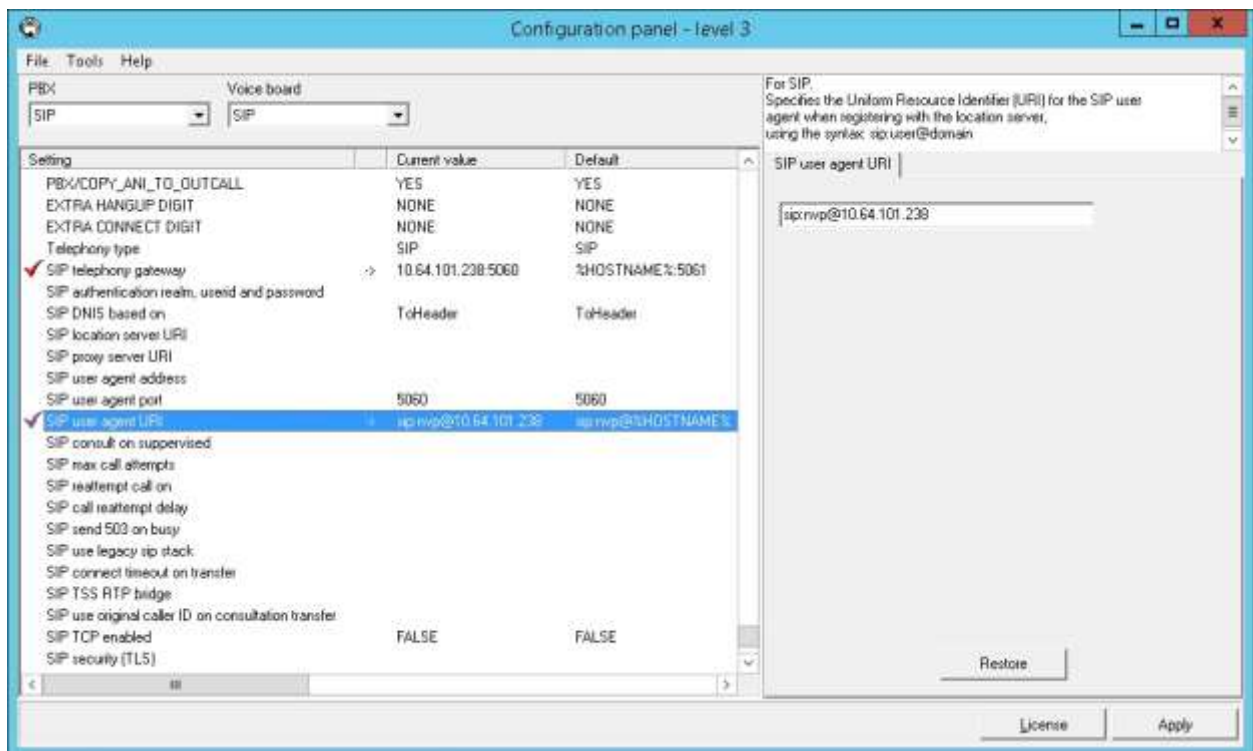 Configuration panel - level 3
File Tools Help
PBX Voice board
SIP SIP
For SIP.
Specifies the Uniform Resource Identifier (URI) for the SIP user
agent when registering with the location server,
using the syntax: sip:user@domain
SIP user agent URI
sip:nvp@10.64.101.238
Setting Current value Default
PBX/COPY_ANI_TO_OUTCALL YES YES
EXTRA HANGUP DIGIT NONE NONE
EXTRA CONNECT DIGIT NONE NONE
Telephony type SIP SIP
SIP telephony gateway -> 10.64.101.238:5060 %HOSTNAME%:5061
SIP authentication realm, userid and password
SIP DNIS based on ToHeader ToHeader
SIP location server URI
SIP proxy server URI
SIP user agent address
SIP user agent port 5060 5060
SIP user agent URI -> sip:nvp@10.64.101.238 sip:nvp@%HOSTNAME%
SIP consult on suppervised
SIP max call attempts
SIP reattempt call on
SIP call reattempt delay
SIP send 503 on busy
SIP use legacy sip stack
SIP connect timeout on transfer
SIP TSS RTP bridge
SIP use original caller ID on consultation transfer
SIP TCP enabled FALSE FALSE
SIP security (TLS)
Restore
License Apply